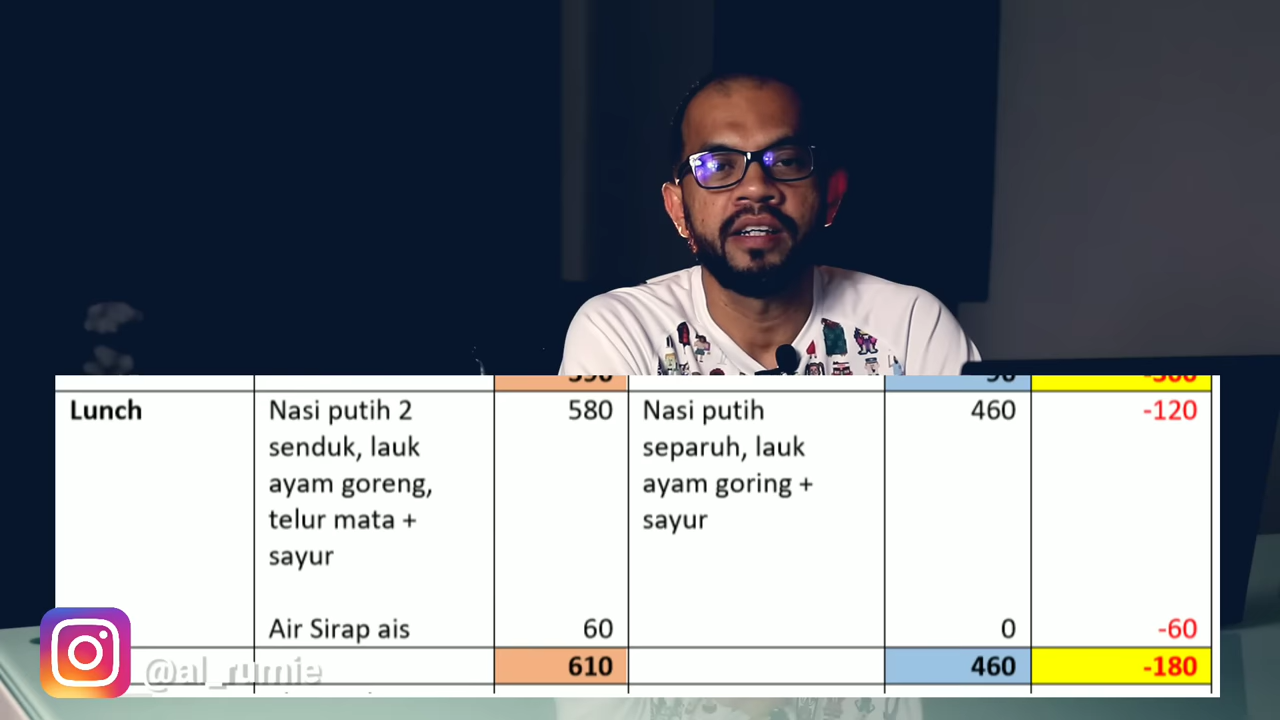 Lunch
Nasi putih 2
senduk, lauk
ayam goreng,
telur mata +
sayur
580
Nasi putih
separuh, lauk
ayam goring +
sayur
460
-120
Air Sirap ais
60
0
-60
610
460
-180
@al_rumie